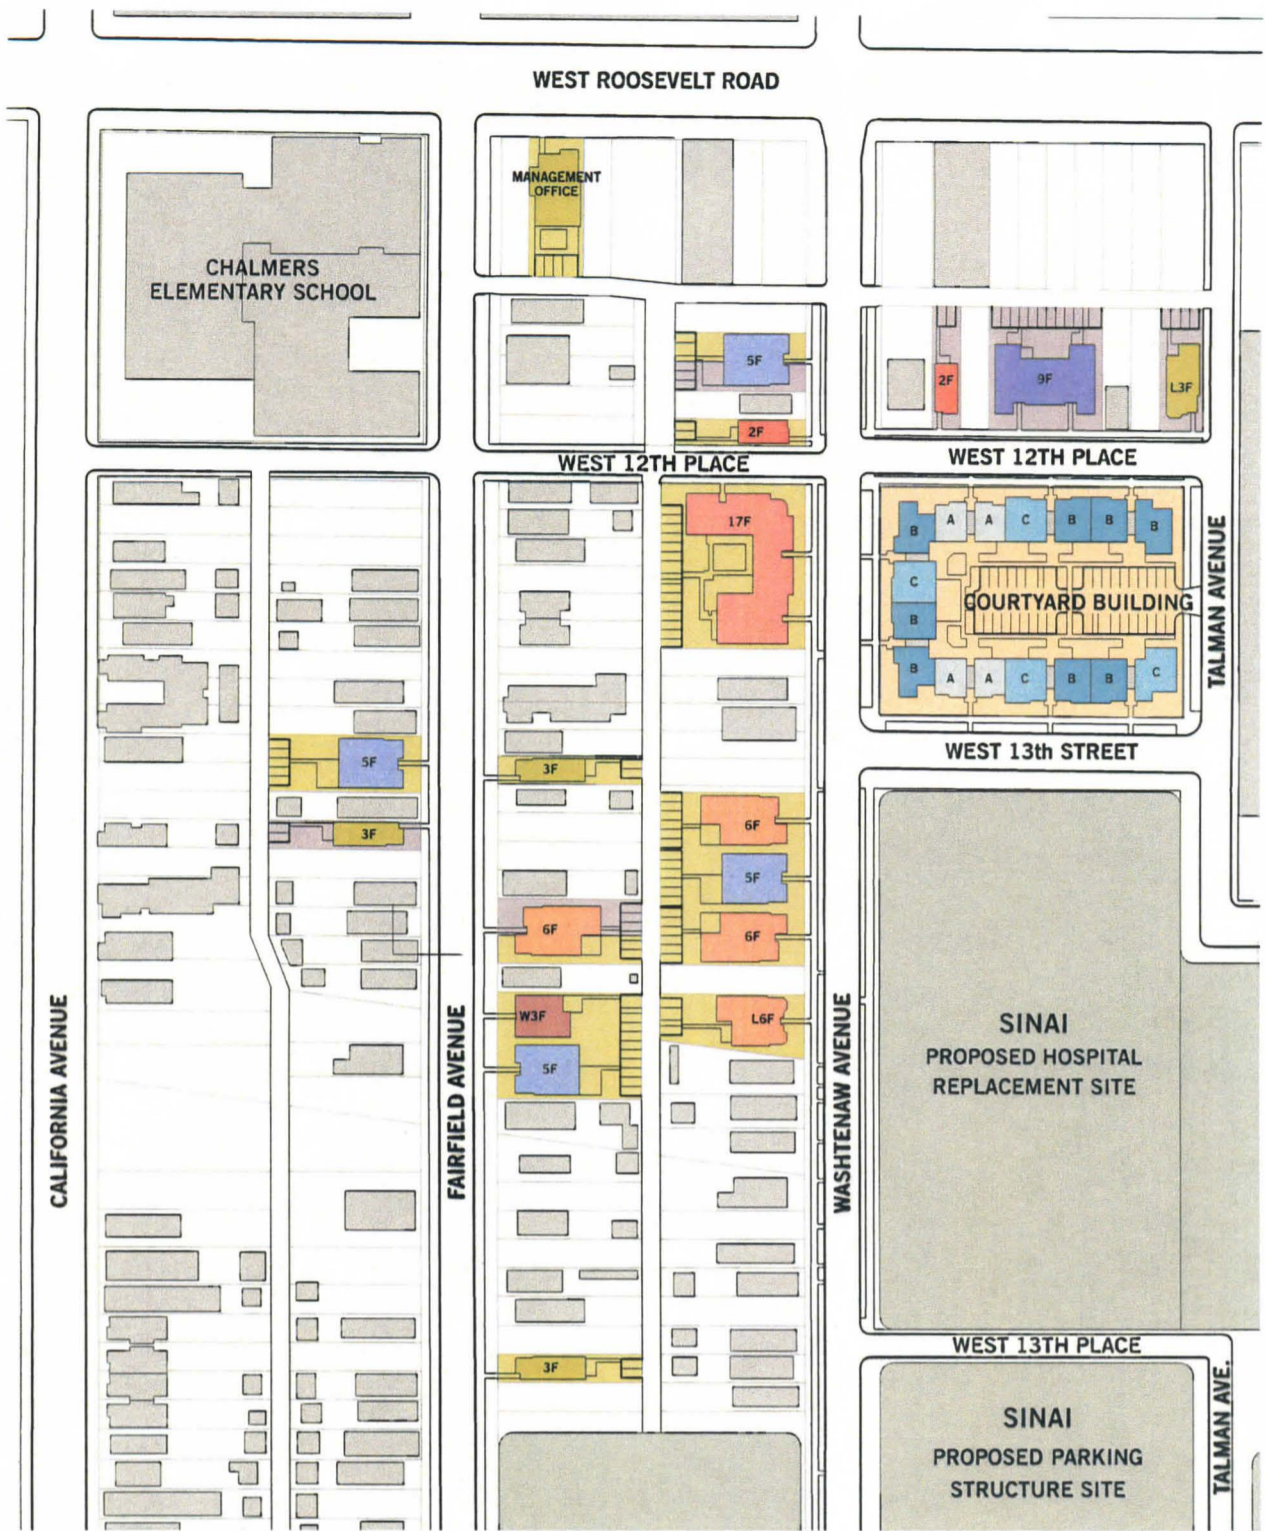 WEST ROOSEVELT ROAD
MANAGEMENT
OFFICE
CHALMERS
ELEMENTARY SCHOOL
5F
2F
9F
L3F
2F
WEST 12TH PLACE
WEST 12TH PLACE
17F
B
A
A
C
B
B
B
C
COURTYARD BUILDING
B
B
A
A
C
B
B
C
TALMAN AVENUE
WEST 13th STREET
5F
3F
6F
3F
5F
6F
6F
W3F
L6F
5F
CALIFORNIA AVENUE
FAIRFIELD AVENUE
WASHTENAW AVENUE
SINAI
PROPOSED HOSPITAL
REPLACEMENT SITE
WEST 13TH PLACE
3F
SINAI
PROPOSED PARKING
STRUCTURE SITE
TALMAN AVE.